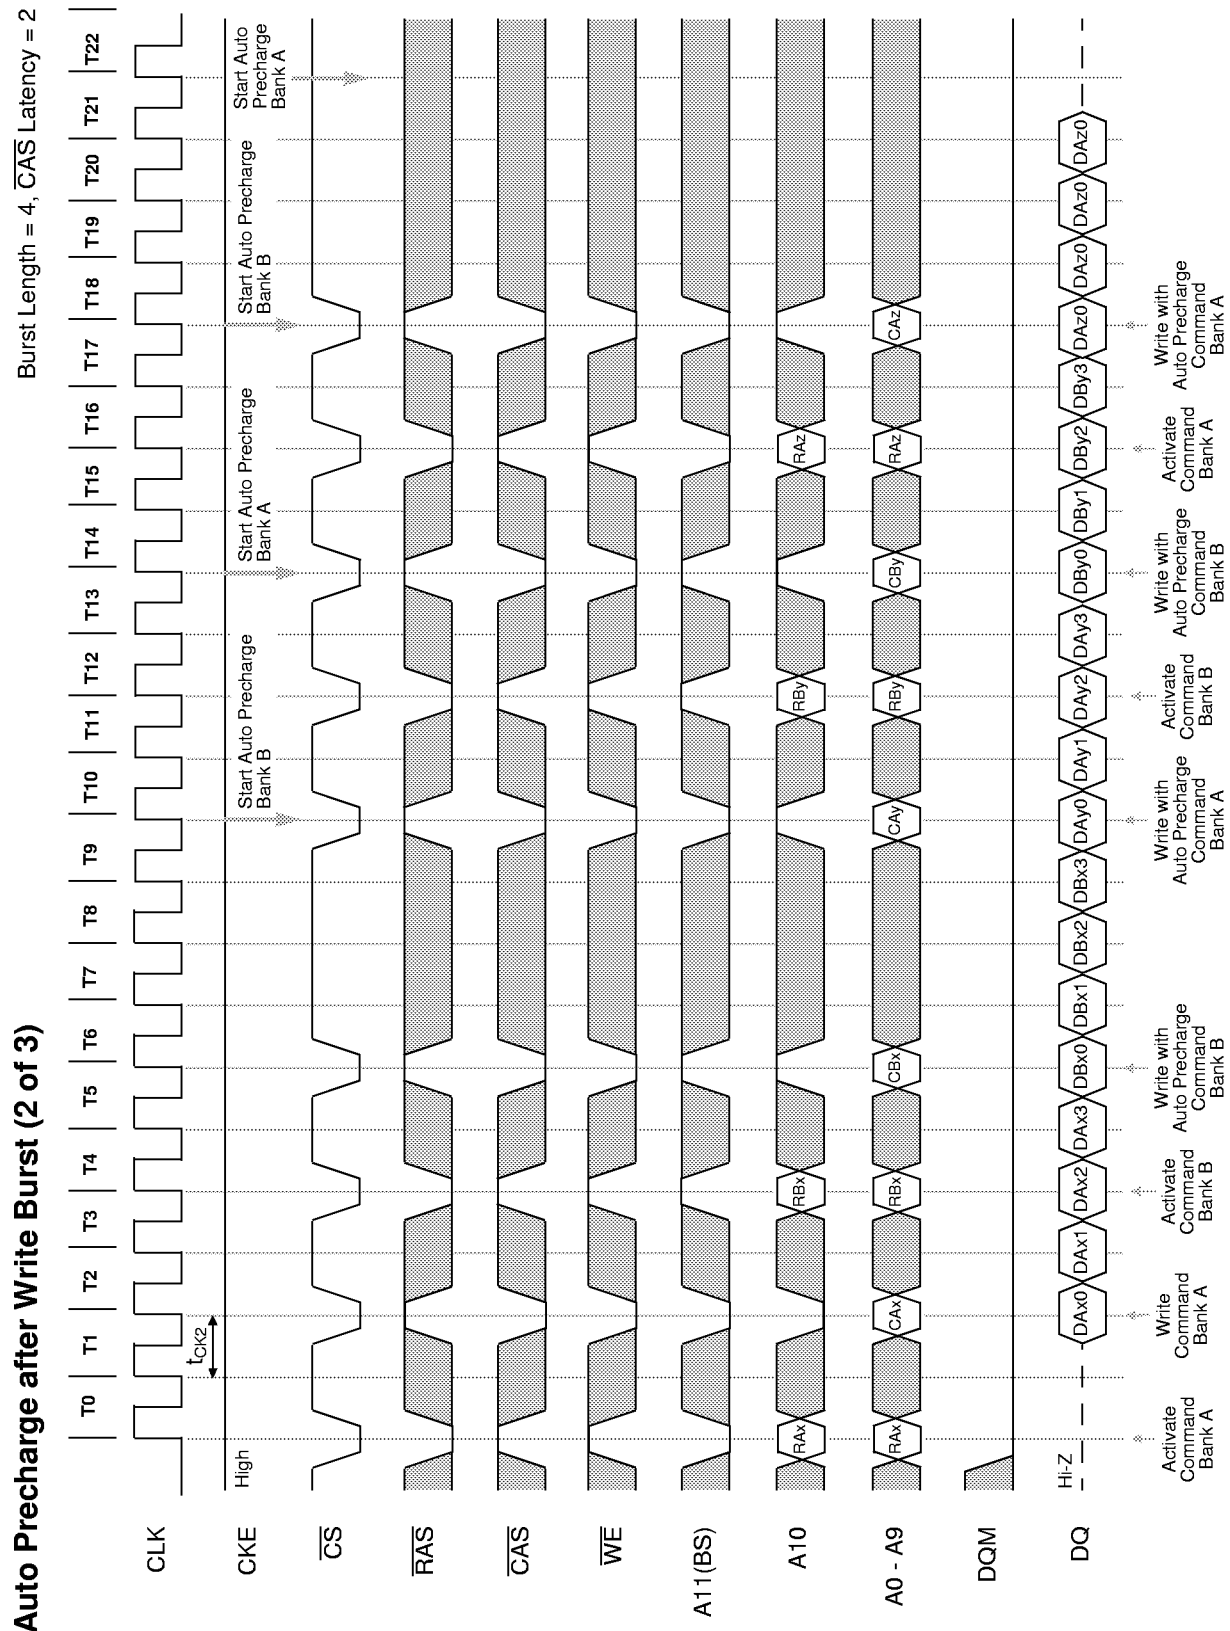 Auto Precharge after Write Burst (2 of 3)
Burst Length = 4, CAS Latency = 2
T0 T1 T2 T3 T4 T5 T6 T7 T8 T9 T10 T11 T12 T13 T14 T15 T16 T17 T18 T19 T20 T21 T22
CLK
tCK2
CKE
High
Start Auto Precharge
Bank B
Start Auto Precharge
Bank A
Start Auto Precharge
Bank B
Start Auto
Precharge
Bank A
CS
RAS
CAS
WE
A11(BS)
A10
RAx RBx RBy RAz
A0 - A9
RAx CAx RBx CBx CAy RBy CBy RAz CAz
DQM
DQ
Hi-Z
DAx0 DAx1 DAx2 DAx3 DBx0 DBx1 DBx2 DBx3 DAy0 DAy1 DAy2 DAy3 DBy0 DBy1 DBy2 DBy3 DAz0 DAz0 DAz0 DAz0
Activate
Command
Bank A
Write
Command
Bank A
Activate
Command
Bank B
Write with
Auto Precharge
Command
Bank B
Write with
Auto Precharge
Command
Bank A
Activate
Command
Bank B
Write with
Auto Precharge
Command
Bank B
Activate
Command
Bank A
Write with
Auto Precharge
Command
Bank A